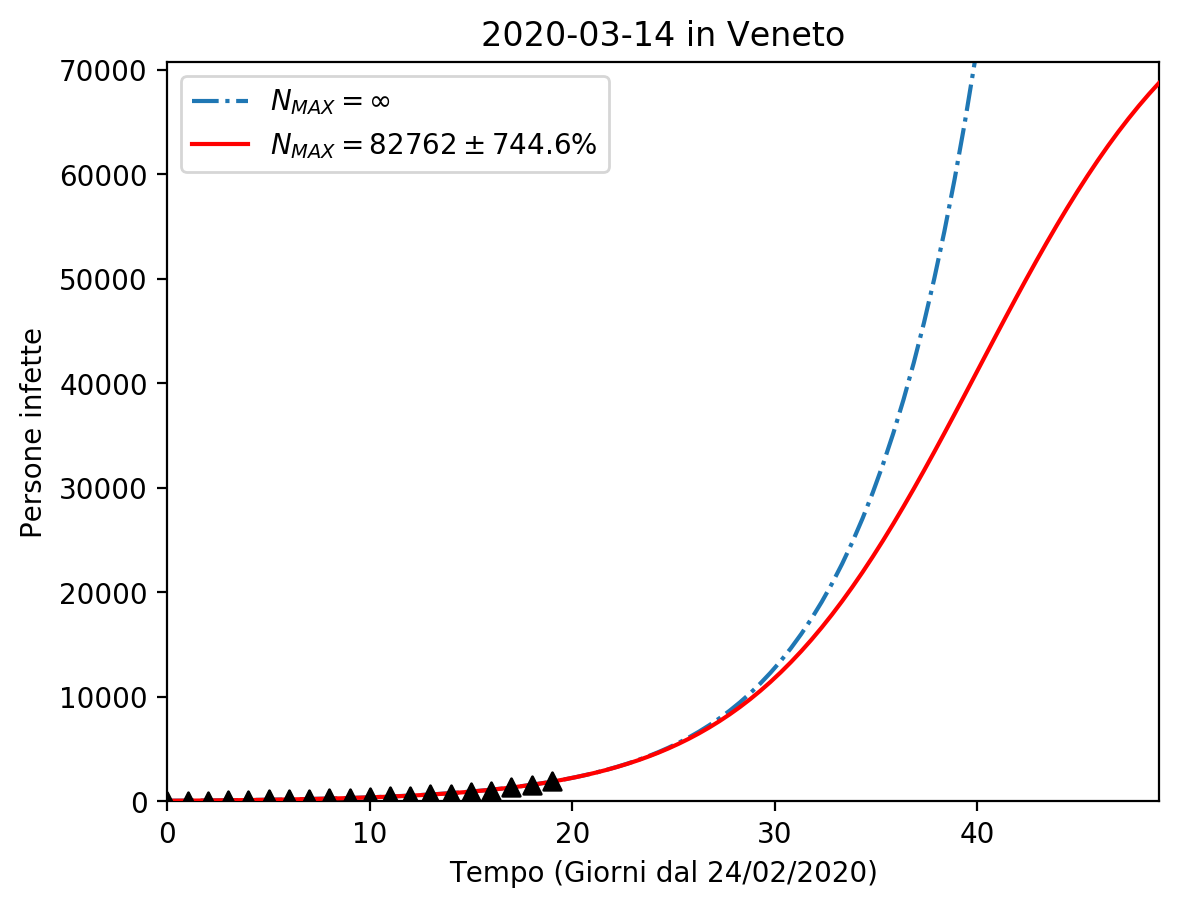 2020-03-14 in Veneto
N_MAX = ∞
N_MAX = 82762 ± 744.6%
70000
60000
50000
40000
30000
20000
10000
0
Persone infette
0 10 20 30 40
Tempo (Giorni dal 24/02/2020)